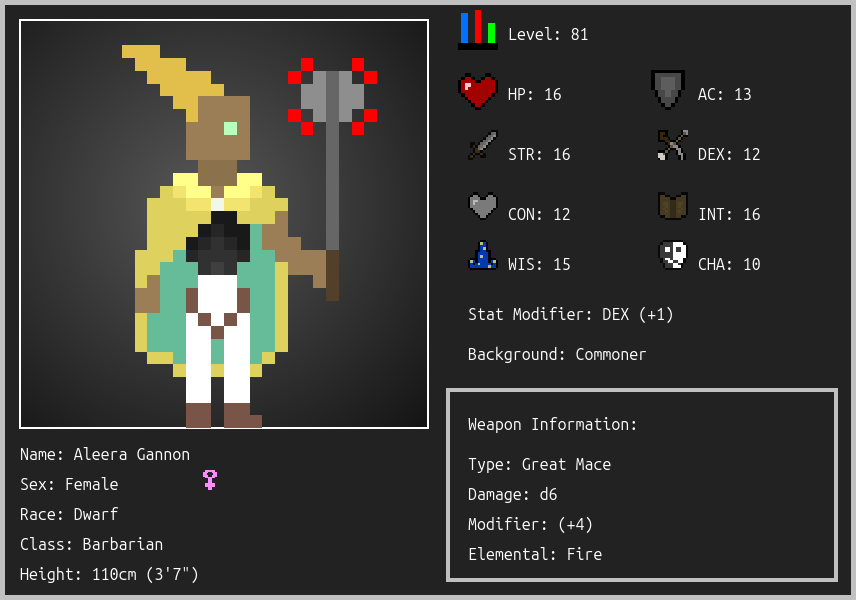 Level: 81
HP: 16
AC: 13
STR: 16
DEX: 12
CON: 12
INT: 16
WIS: 15
CHA: 10
Stat Modifier: DEX (+1)
Background: Commoner
Weapon Information:
Type: Great Mace
Damage: d6
Modifier: (+4)
Elemental: Fire
Name: Aleera Gannon
Sex: Female
Race: Dwarf
Class: Barbarian
Height: 110cm (3'7")